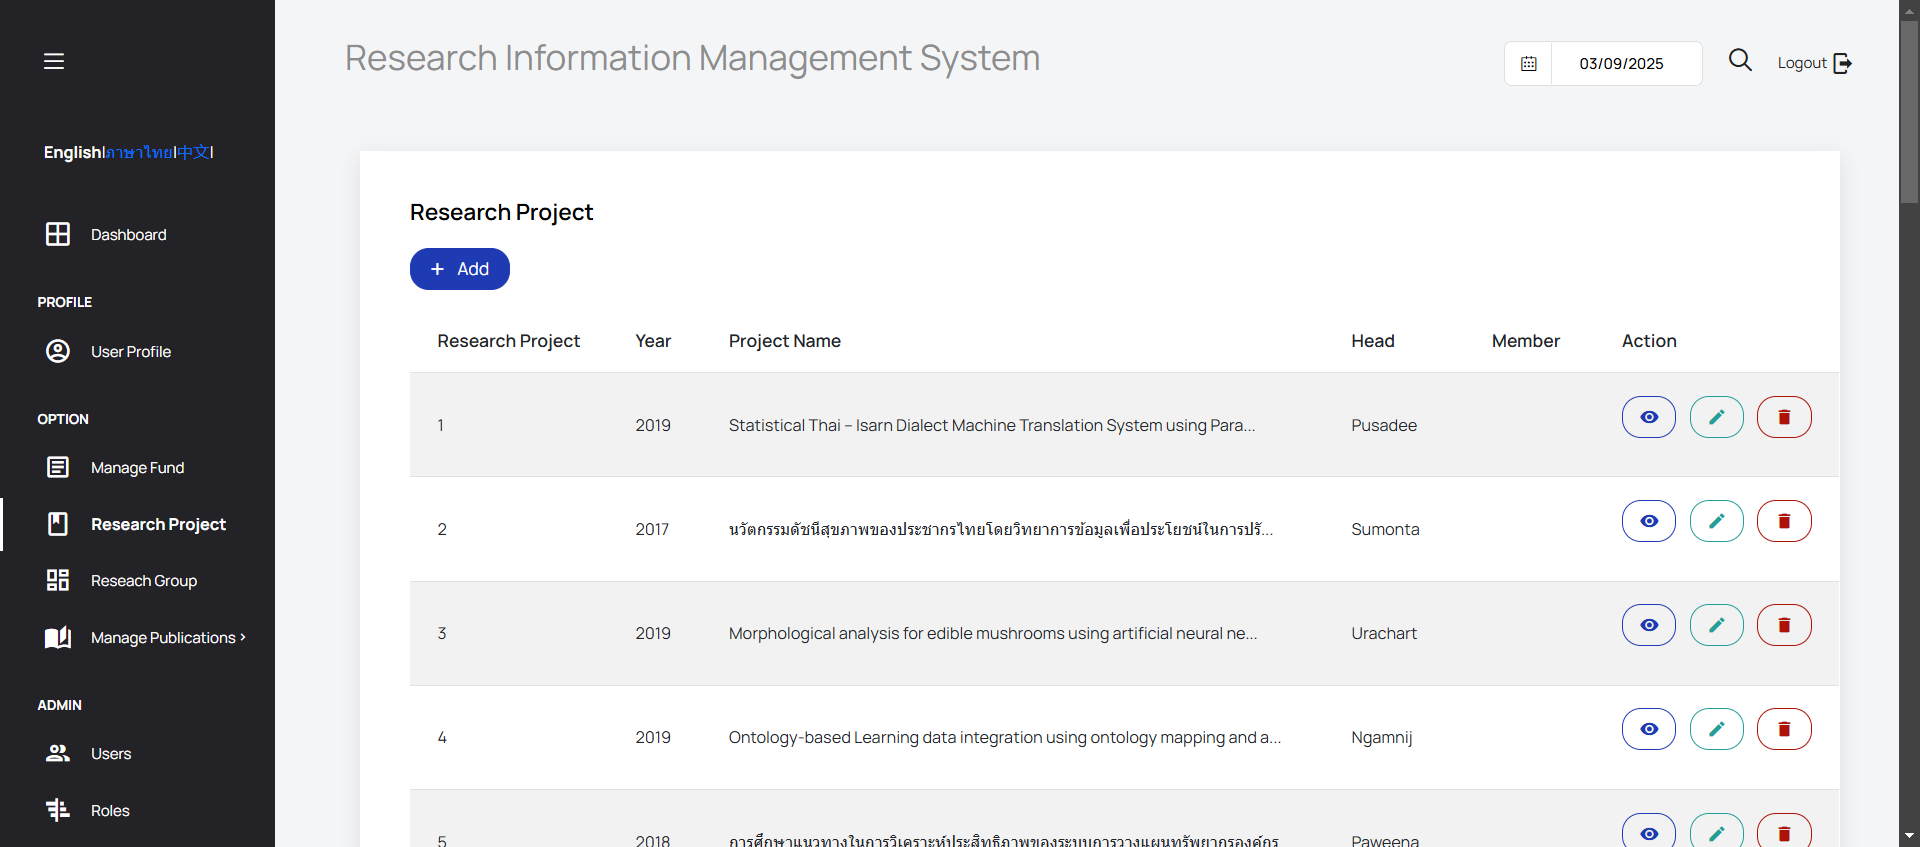 Research Information Management System
03/09/2025
Logout
English|ภาษาไทย|中文|
Dashboard
PROFILE
User Profile
OPTION
Manage Fund
Research Project
Reseach Group
Manage Publications >
ADMIN
Users
Roles
Research Project
+ Add
Research Project Year Project Name Head Member Action
1 2019 Statistical Thai – Isarn Dialect Machine Translation System using Para... Pusadee
2 2017 นวัตกรรมดัชนีสุขภาพของประชากรไทยโดยวิทยาการข้อมูลเพื่อประโยชน์ในการปรั... Sumonta
3 2019 Morphological analysis for edible mushrooms using artificial neural ne... Urachart
4 2019 Ontology-based Learning data integration using ontology mapping and a... Ngamnij
5 2018 การศึกษาแนวทางในการวิเคราะห์ประสิทธิภาพของระบบการวางแผนทรัพยากรองค์กร Paweena